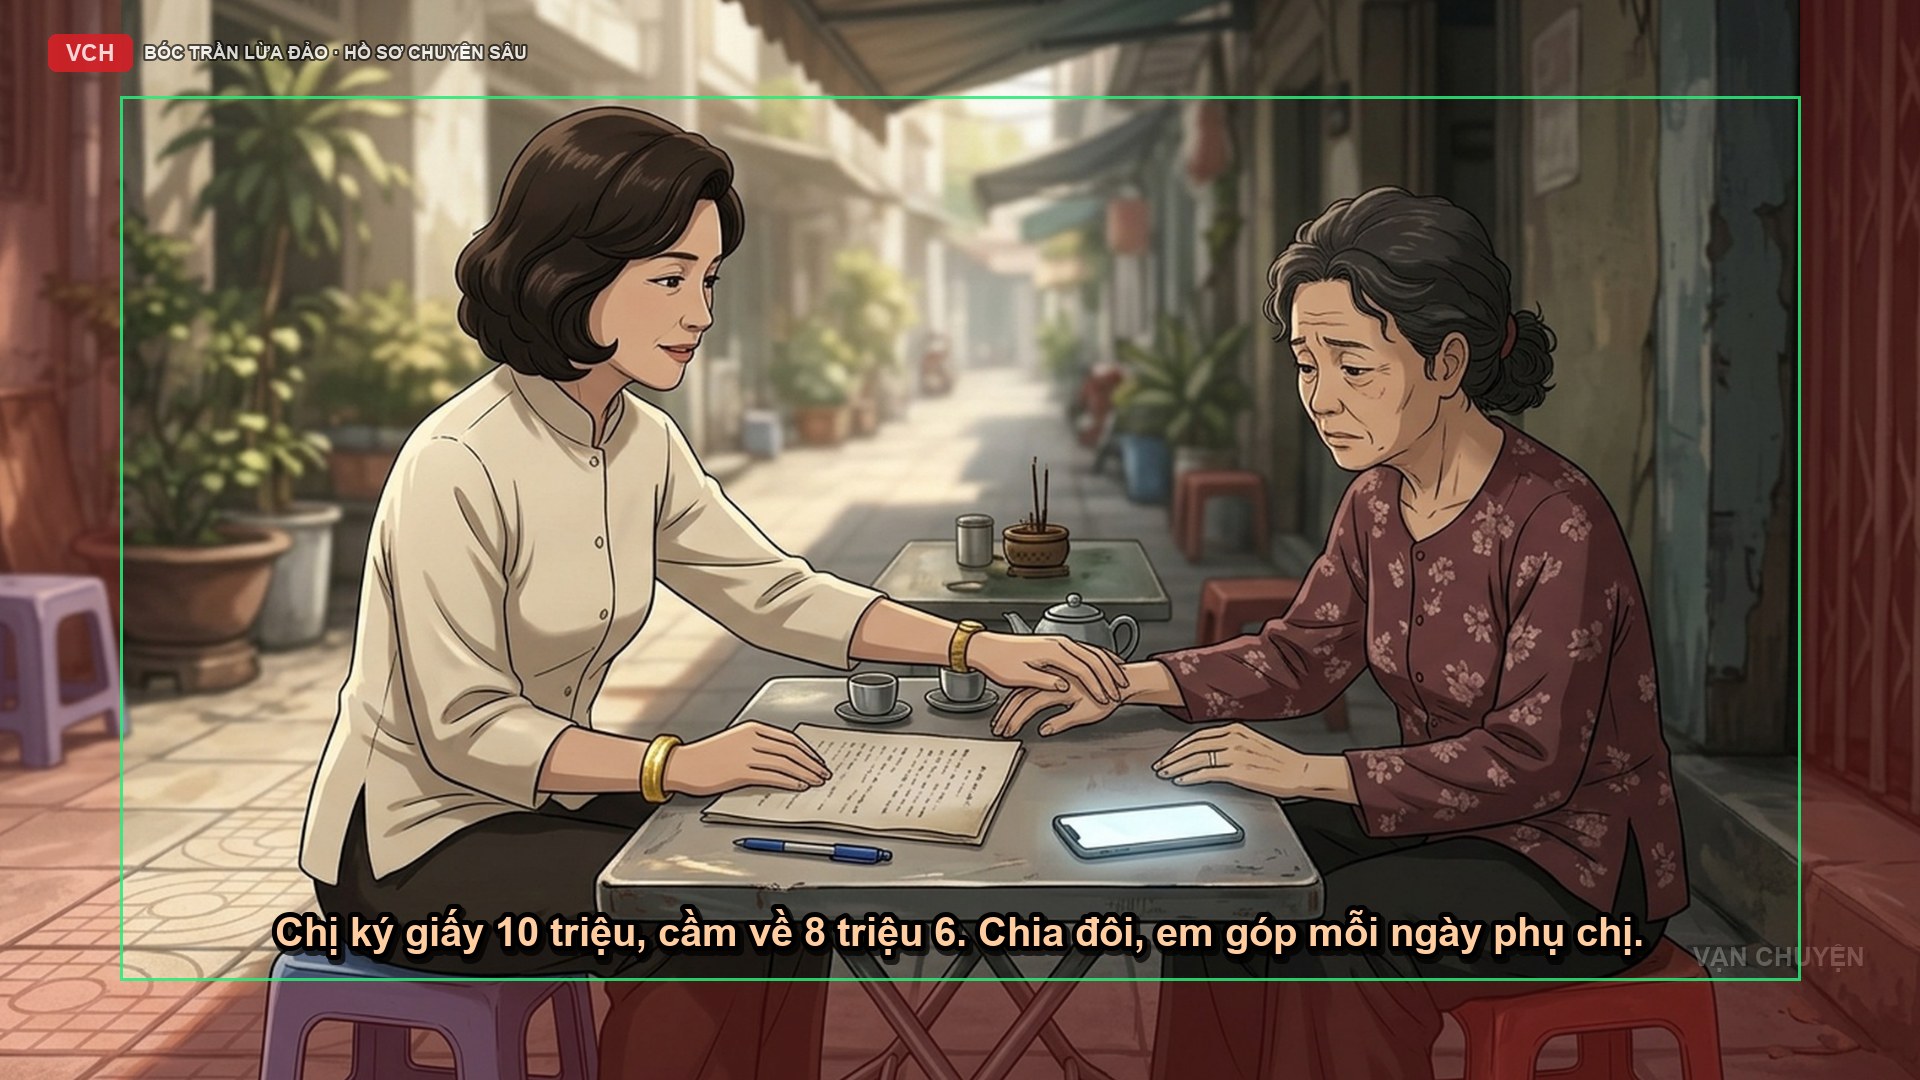 VCH
BÓC TRẦN LỪA ĐẢO · HỒ SƠ CHUYÊN SÂU
Chị ký giấy 10 triệu, cầm về 8 triệu 6. Chia đôi, em góp mỗi ngày phụ chị.
VẠN CHUYỆN